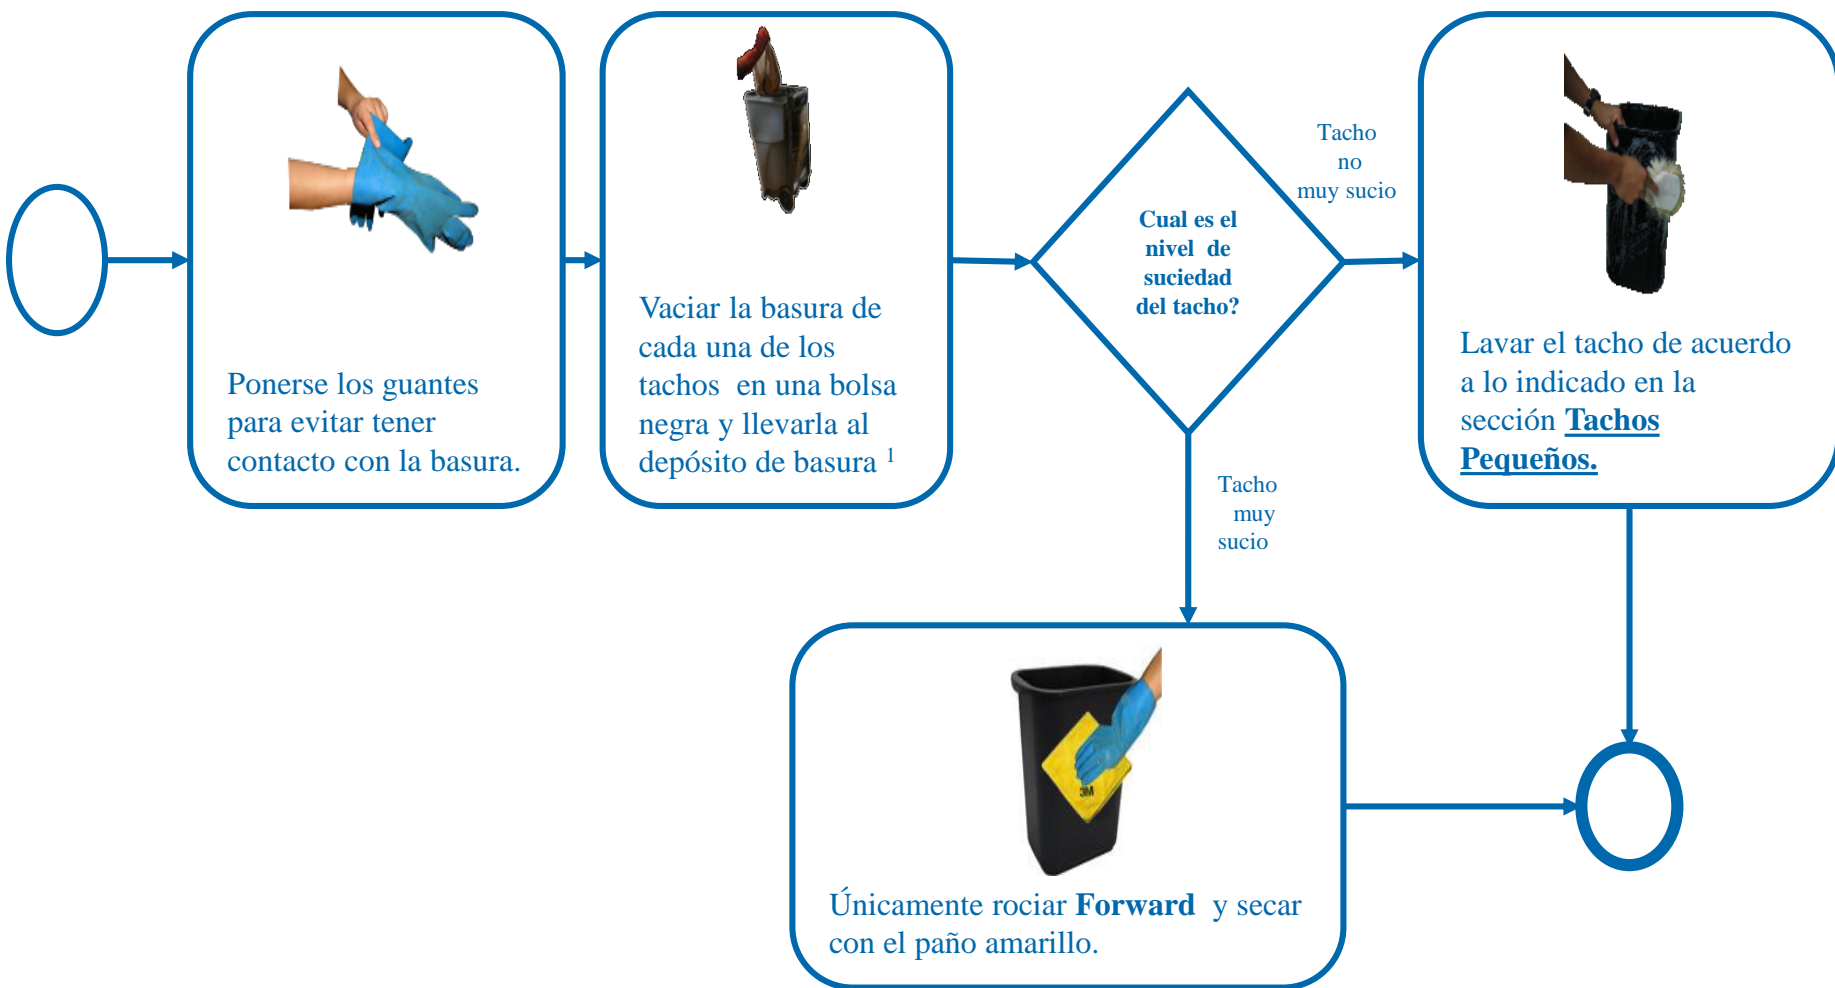 Ponerse los guantes
para evitar tener
contacto con la basura.
Vaciar la basura de
cada una de los
tachos en una bolsa
negra y llevarla al
depósito de basura ¹
Cual es el
nivel de
suciedad
del tacho?
Tacho
no
muy sucio
Lavar el tacho de acuerdo
a lo indicado en la
sección Tachos
Pequeños.
Tacho
muy
sucio
3M
Únicamente rociar Forward y secar
con el paño amarillo.